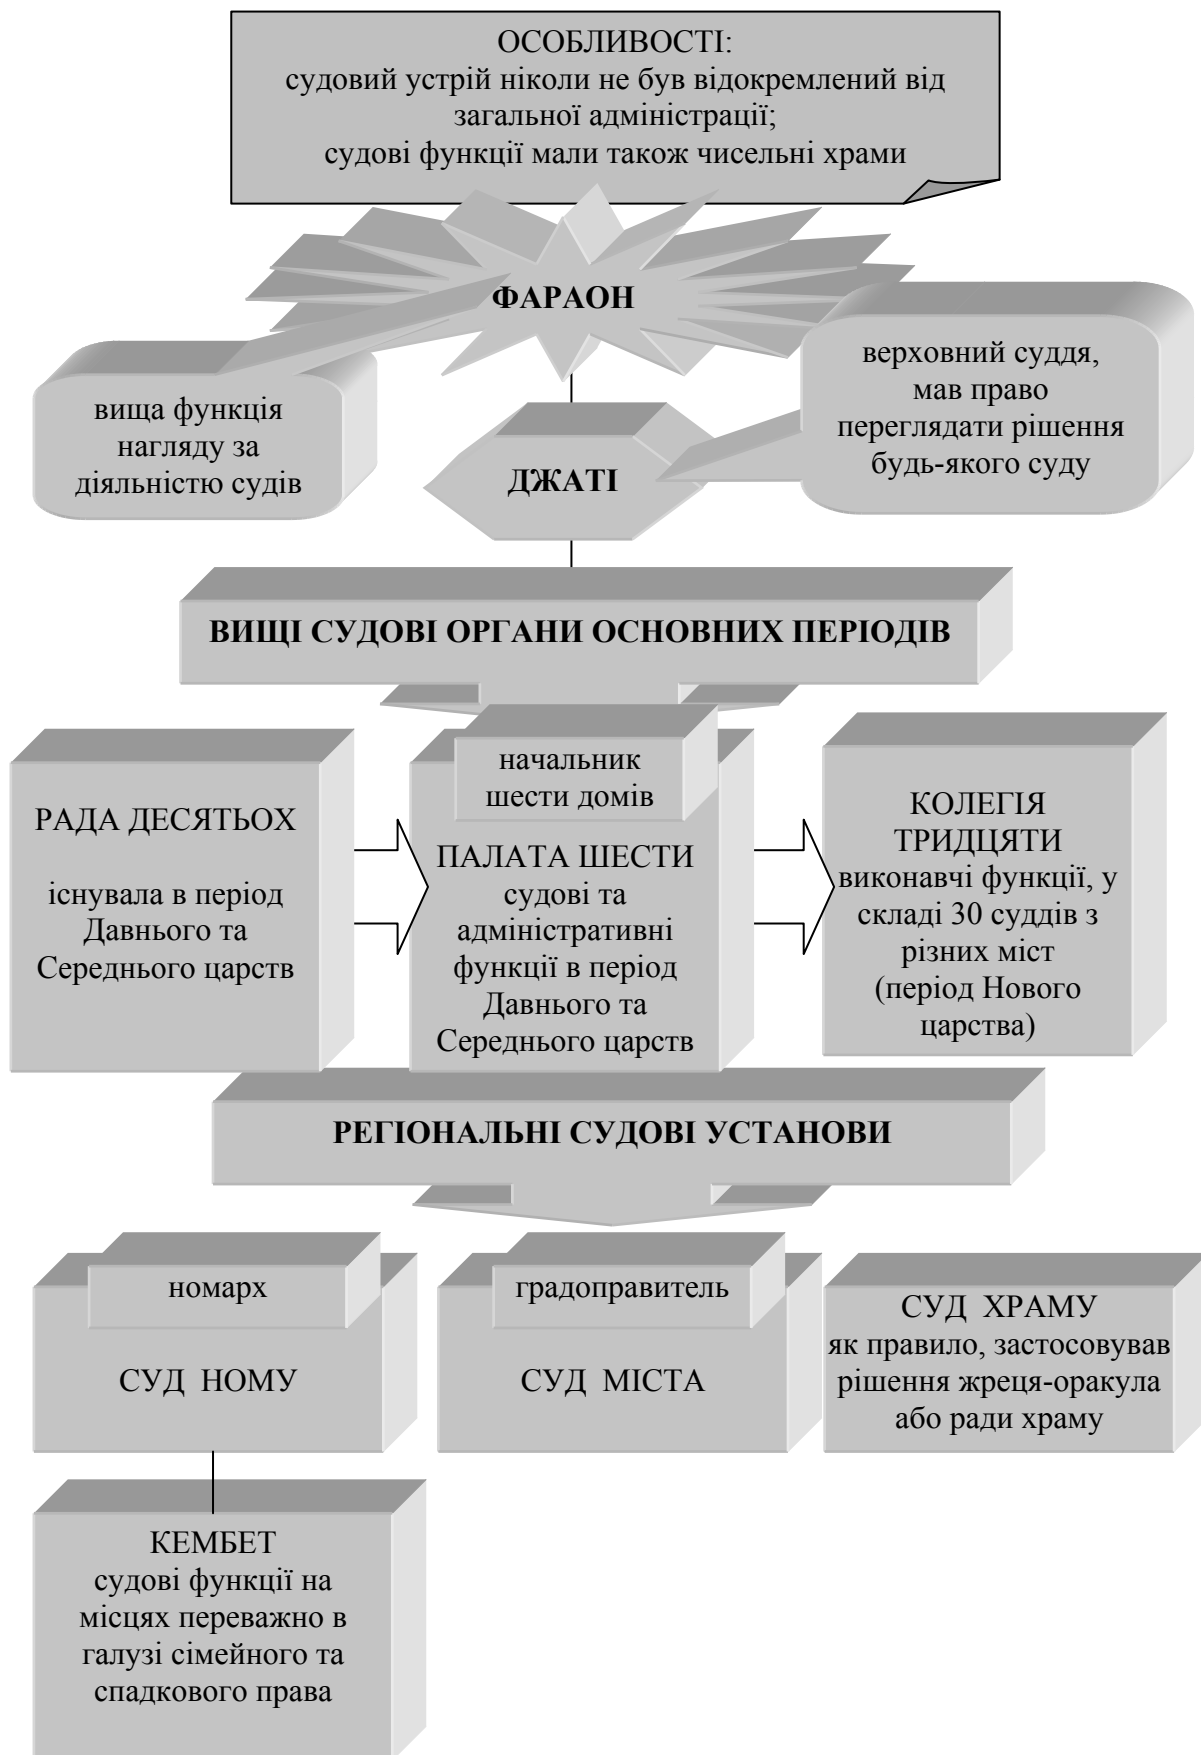 ОСОБЛИВОСТІ:
судовий устрій ніколи не був відокремлений від
загальної адміністрації;
судові функції мали також чисельні храми
ФАРАОН
вища функція
нагляду за
діяльністю судів
верховний суддя,
мав право
переглядати рішення
будь-якого суду
ДЖАТІ
ВИЩІ СУДОВІ ОРГАНИ ОСНОВНИХ ПЕРІОДІВ
РАДА ДЕСЯТЬОХ
існувала в період
Давнього та
Середнього царств
начальник
шести домів
ПАЛАТА ШЕСТИ
судові та
адміністративні
функції в період
Давнього та
Середнього царств
КОЛЕГІЯ
ТРИДЦЯТИ
виконавчі функції, у
складі 30 суддів з
різних міст
(період Нового
царства)
РЕГІОНАЛЬНІ СУДОВІ УСТАНОВИ
номарх
СУД НОМУ
градоправитель
СУД МІСТА
СУД ХРАМУ
як правило, застосовував
рішення жреця-оракула
або ради храму
КЕМБЕТ
судові функції на
місцях переважно в
галузі сімейного та
спадкового права